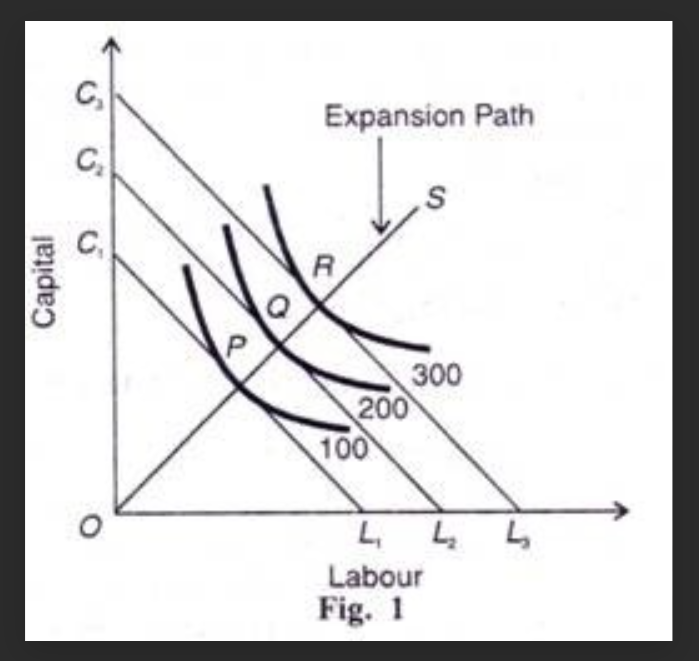 C₃
Expansion Path
C₂
S
C₁
R
Capital
Q
P
300
200
100
O
L₁
L₂
L₃
Labour
Fig. 1